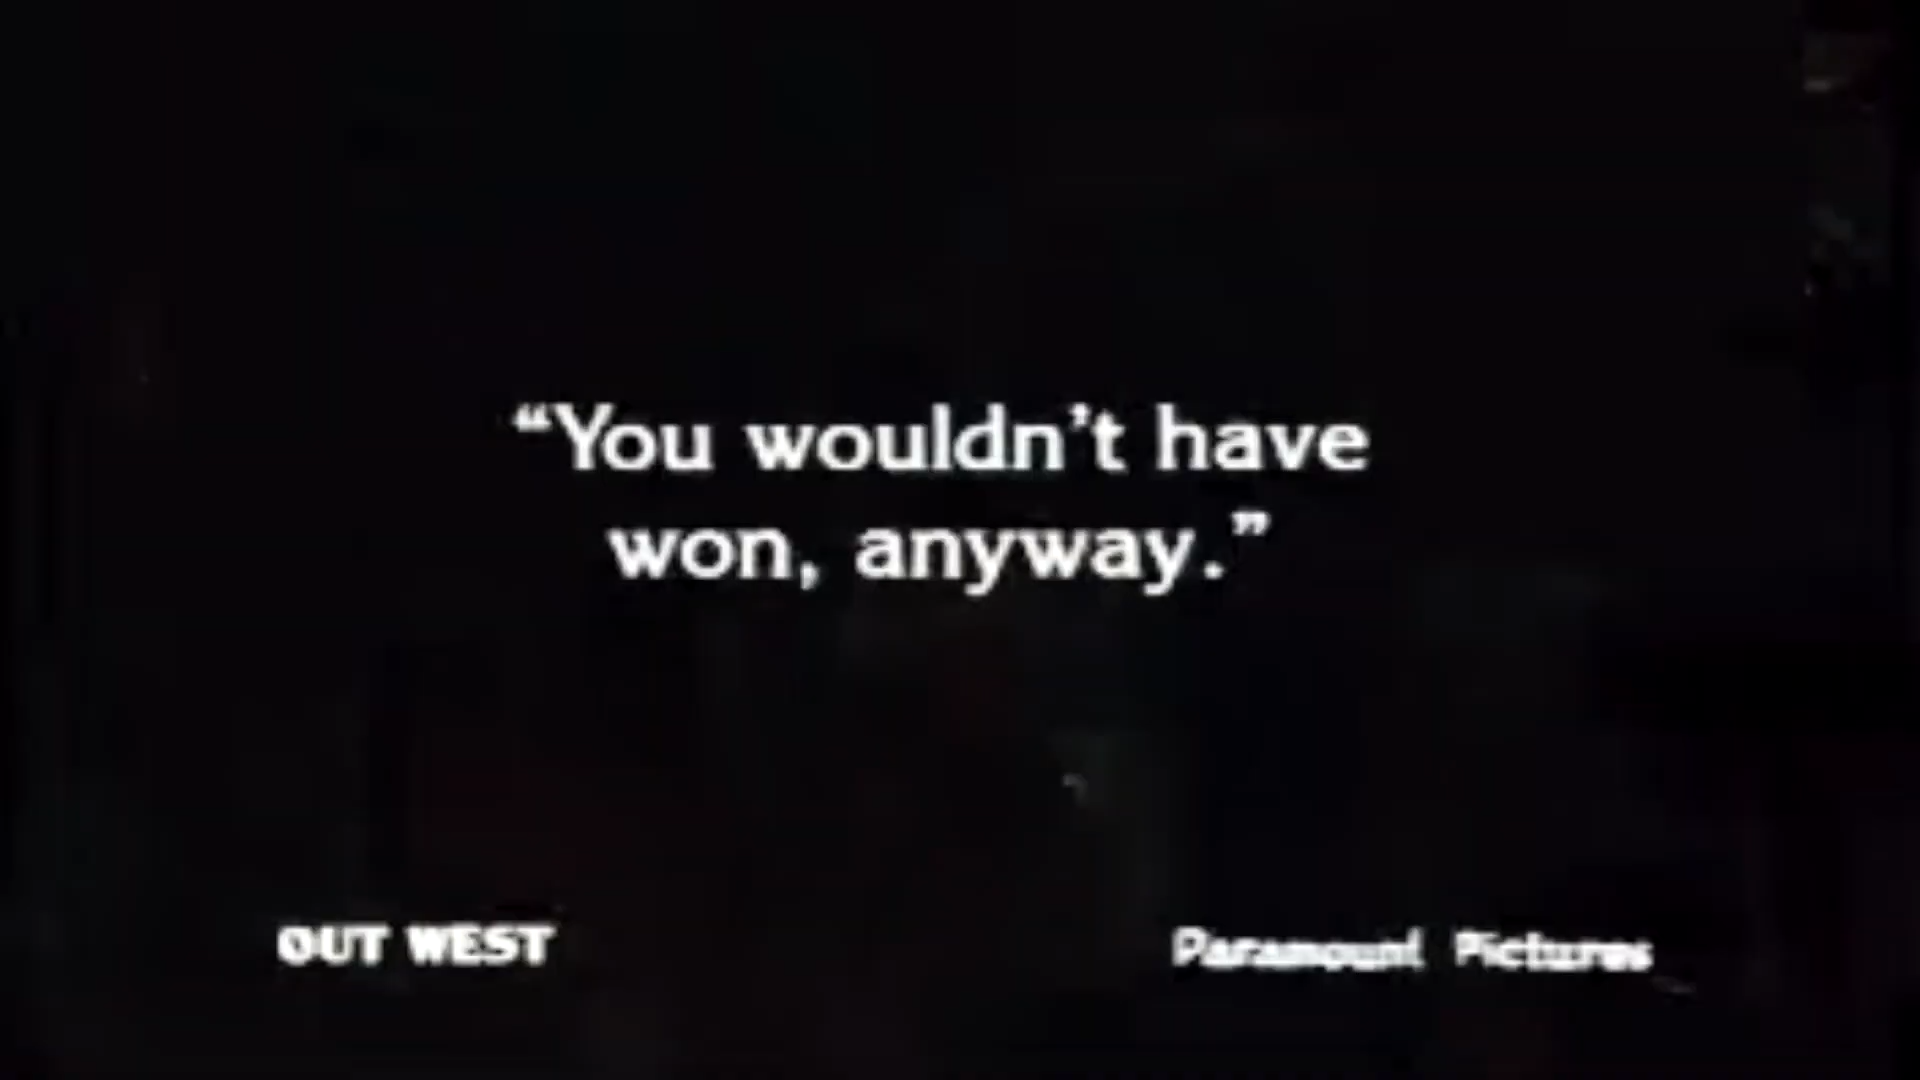 “You wouldn’t have
won, anyway.”
OUT WEST
Paramount Pictures